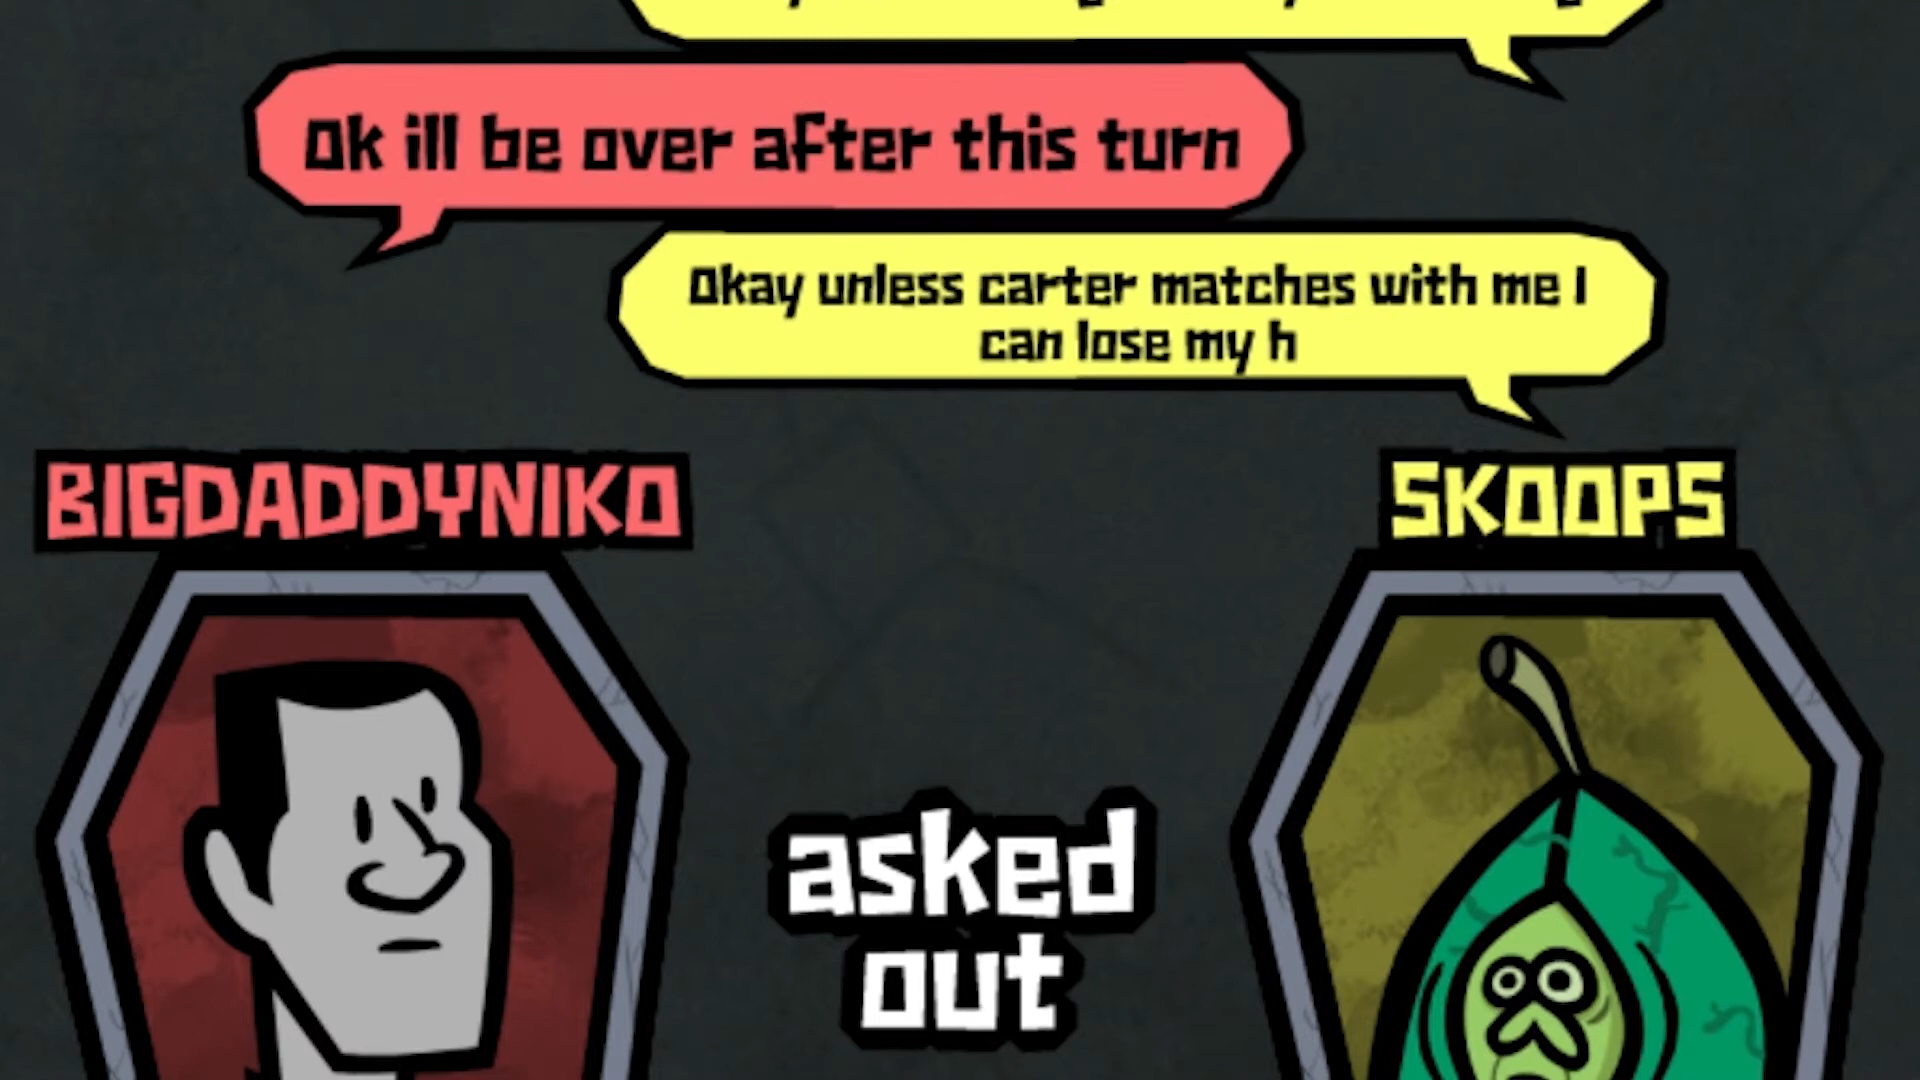 Ok ill be over after this turn
Okay unless carter matches with me I
can lose my h
BIGDADDYNIKO
SKOOPS
asked
out